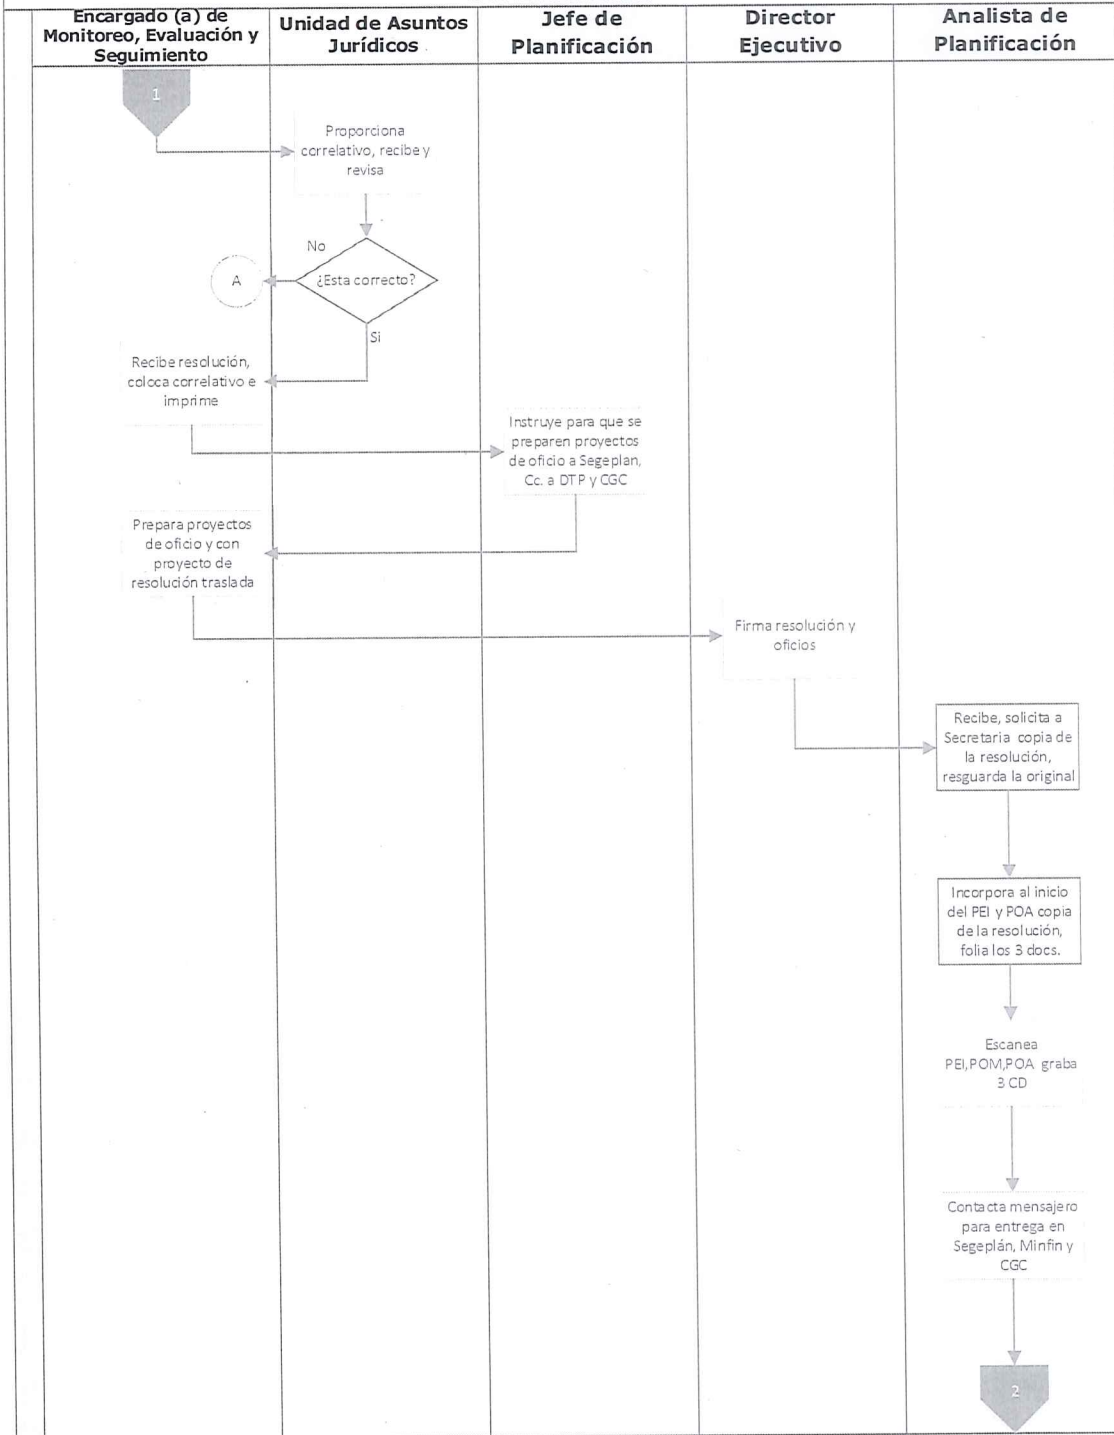 Encargado (a) de
Monitoreo, Evaluación y
Seguimiento
Unidad de Asuntos
Jurídicos
Jefe de
Planificación
Director
Ejecutivo
Analista de
Planificación
1
Proporciona
correlativo, recibe y
revisa
No
¿Esta correcto?
A
Si
Recibe resolución,
coloca correlativo e
imprime
Instruye para que se
preparen proyectos
de oficio a Segeplan,
Cc. a DTP y CGC
Prepara proyectos
de oficio y con
proyecto de
resolución traslada
Firma resolución y
oficios
Recibe, solicita a
Secretaria copia de
la resolución,
resguarda la original
Incorpora al inicio
del PEI y POA copia
de la resolución,
folia los 3 docs.
Escanea
PEI,POM,POA graba
3 CD
Contacta mensajero
para entrega en
Segeplán, Minfin y
CGC
2